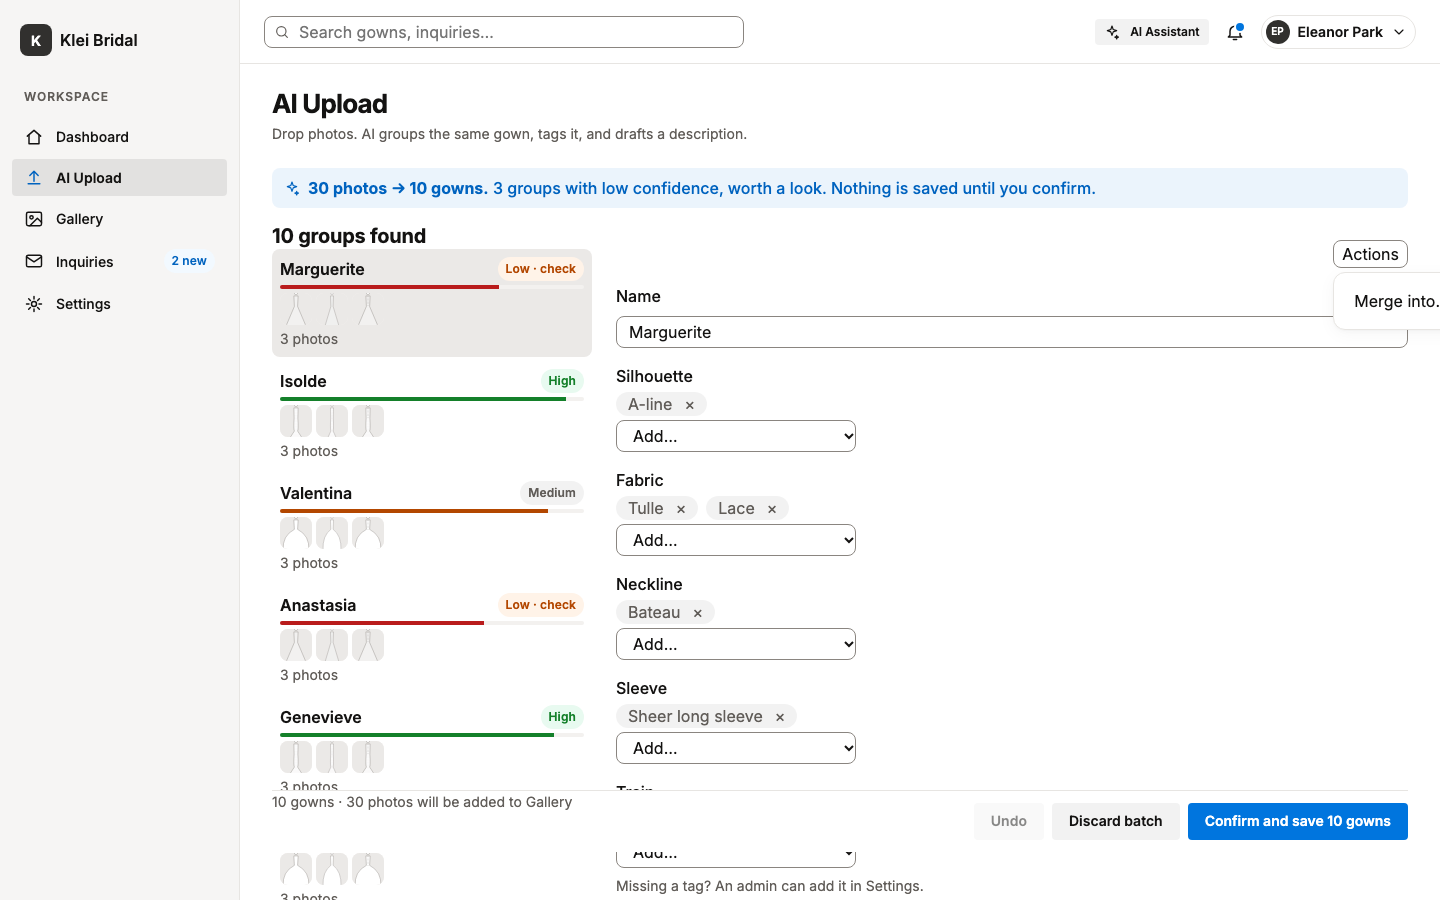 K Klei Bridal
WORKSPACE
Dashboard
AI Upload
Gallery
Inquiries 2 new
Settings
Search gowns, inquiries...
AI Assistant
EP Eleanor Park
AI Upload
Drop photos. AI groups the same gown, tags it, and drafts a description.
30 photos → 10 gowns. 3 groups with low confidence, worth a look. Nothing is saved until you confirm.
10 groups found
Marguerite Low · check
3 photos
Isolde High
3 photos
Valentina Medium
3 photos
Anastasia Low · check
3 photos
Genevieve High
3 photos
3 photos
Actions
Merge into.
Name
Marguerite
Silhouette
A-line ×
Add...
Fabric
Tulle × Lace ×
Add...
Neckline
Bateau ×
Add...
Sleeve
Sheer long sleeve ×
Add...
Train
Add...
Missing a tag? An admin can add it in Settings.
10 gowns · 30 photos will be added to Gallery
Undo
Discard batch
Confirm and save 10 gowns